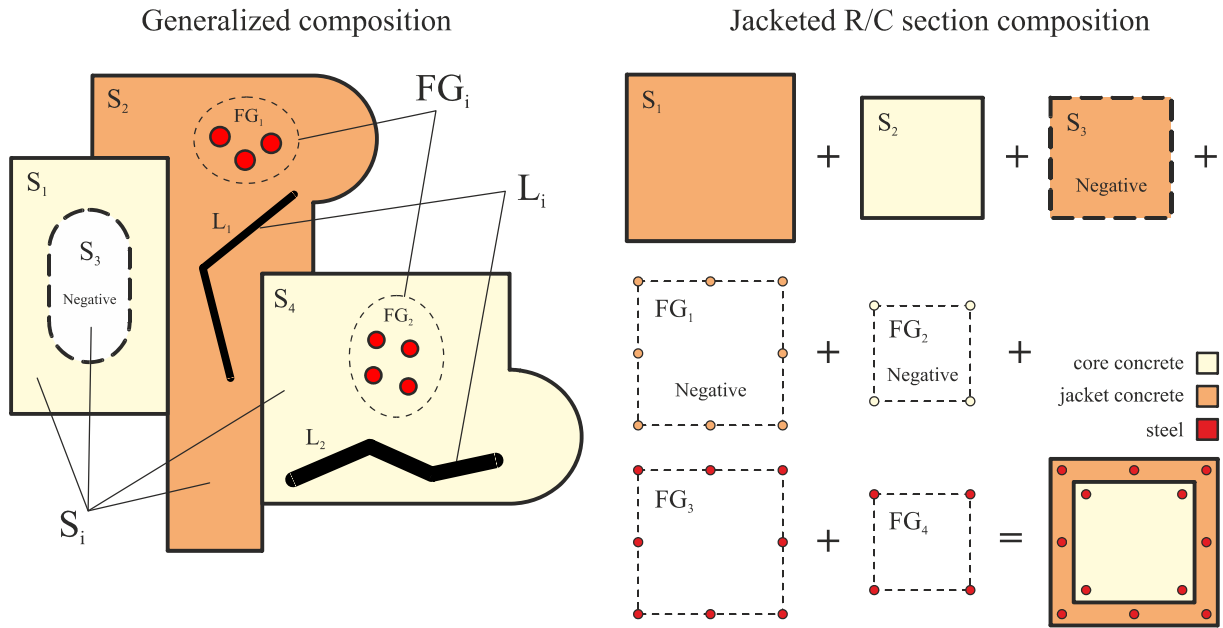 Generalized composition
S₂
FG₁
FGᵢ
S₁
L₁
Lᵢ
S₃
Negative
S₄
FG₂
L₂
Sᵢ
Jacketed R/C section composition
S₁
+
S₂
+
S₃
Negative
+
FG₁
Negative
+
FG₂
Negative
+
core concrete
jacket concrete
steel
FG₃
+
FG₄
=